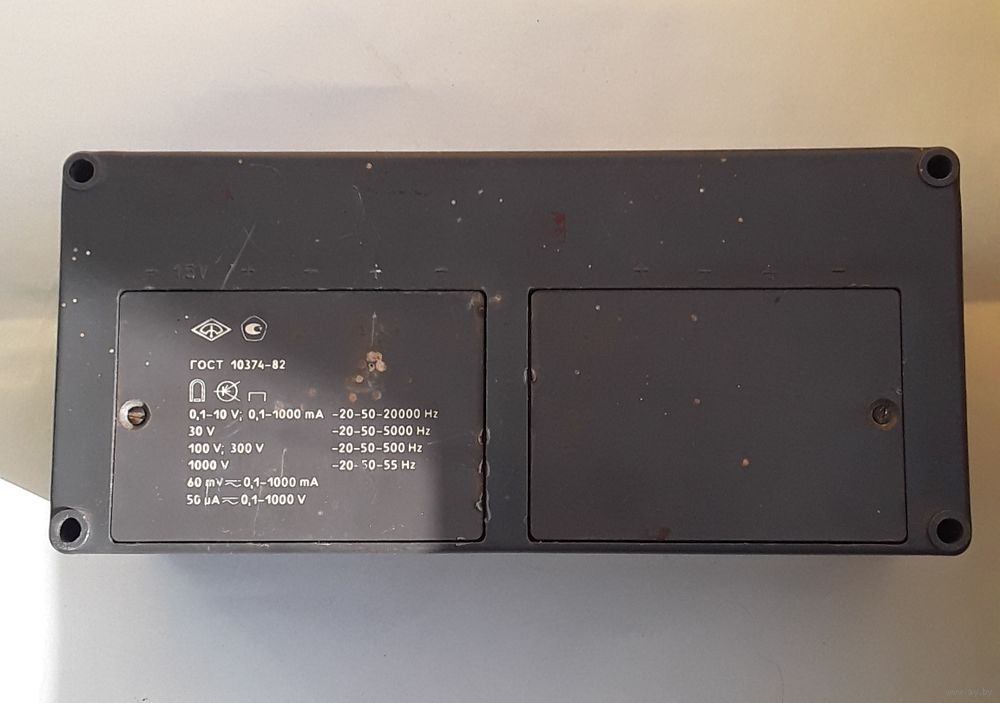 − 15V + − + − + − + −
ГОСТ 10374-82
0,1–10 V; 0,1–1000 mA –20–50–20000 Hz
30 V –20–50–5000 Hz
100 V; 300 V –20–50–500 Hz
1000 V –20–50–55 Hz
60 mV≂0,1–1000 mA
50 μA≂0,1–1000 V